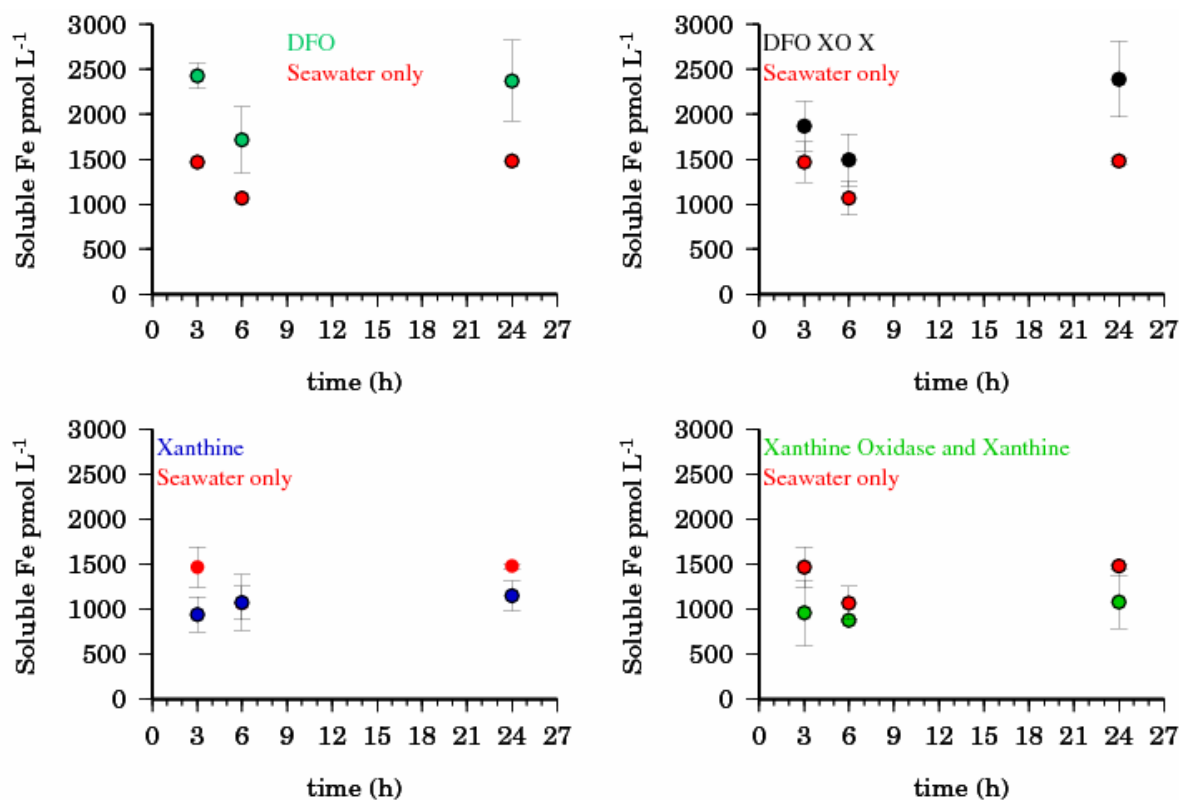 3000
2500
2000
1500
1000
500
0
Soluble Fe pmol L⁻¹
DFO
Seawater only
0 3 6 9 12 15 18 21 24 27
time (h)
3000
2500
2000
1500
1000
500
0
Soluble Fe pmol L⁻¹
DFO XO X
Seawater only
0 3 6 9 12 15 18 21 24 27
time (h)
3000
2500
2000
1500
1000
500
0
Soluble Fe pmol L⁻¹
Xanthine
Seawater only
0 3 6 9 12 15 18 21 24 27
time (h)
3000
2500
2000
1500
1000
500
0
Soluble Fe pmol L⁻¹
Xanthine Oxidase and Xanthine
Seawater only
0 3 6 9 12 15 18 21 24 27
time (h)